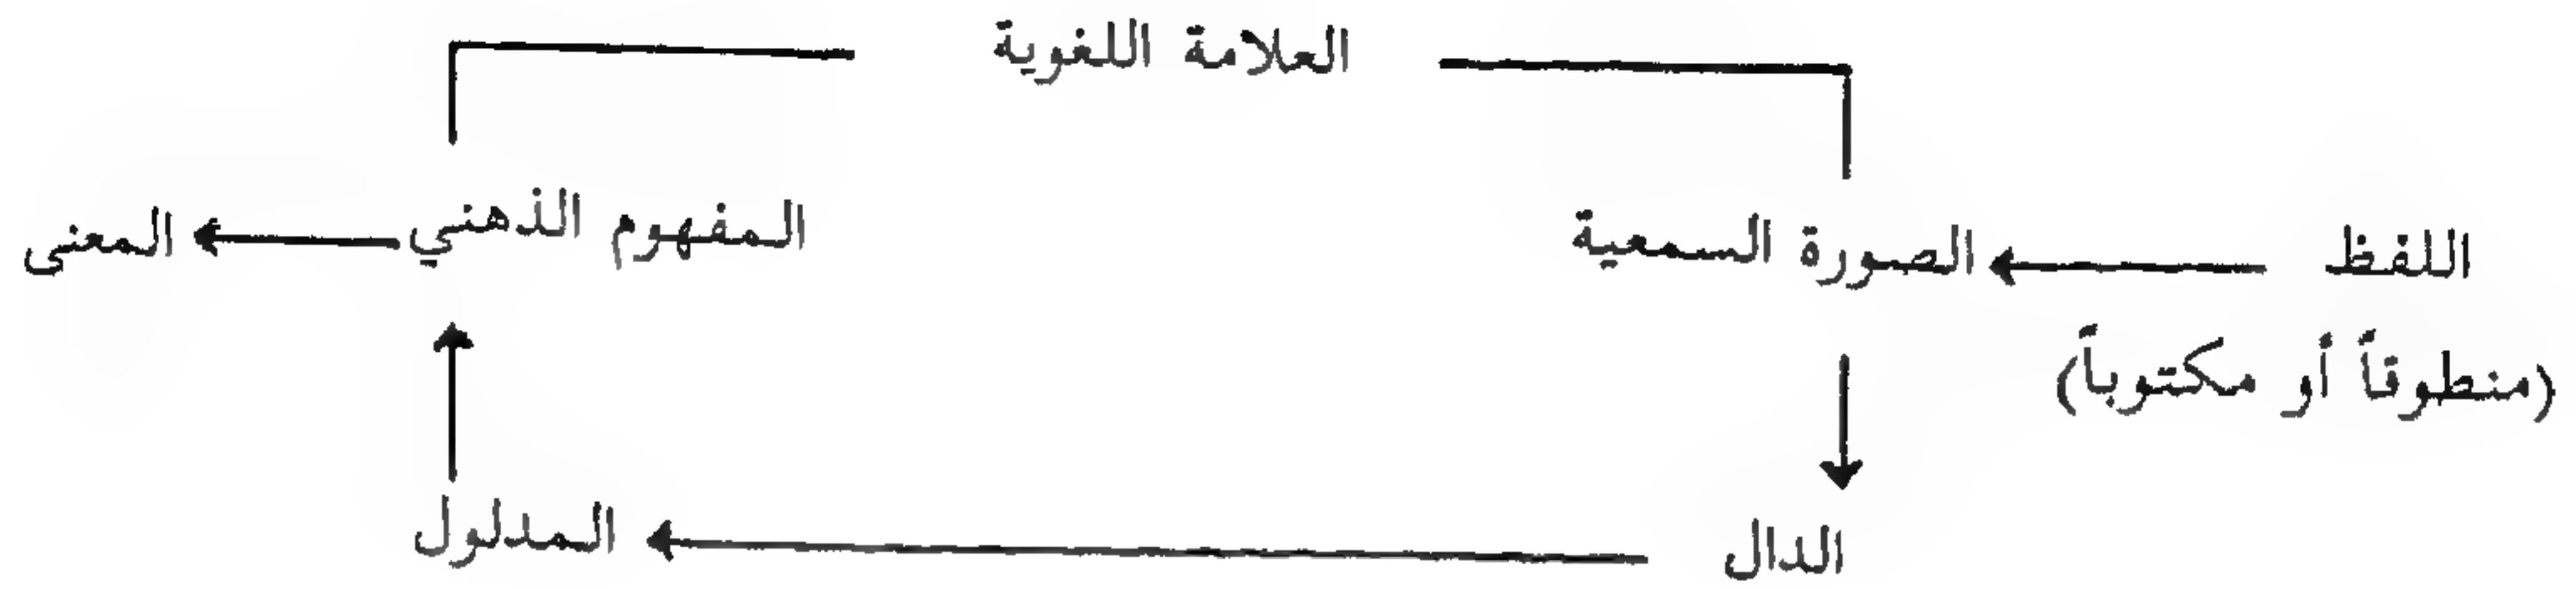 العلامة اللغوية
اللفظ الصورة السمعية المفهوم الذهني المعنى
(منطوقاً أو مكتوباً)
الدال المدلول